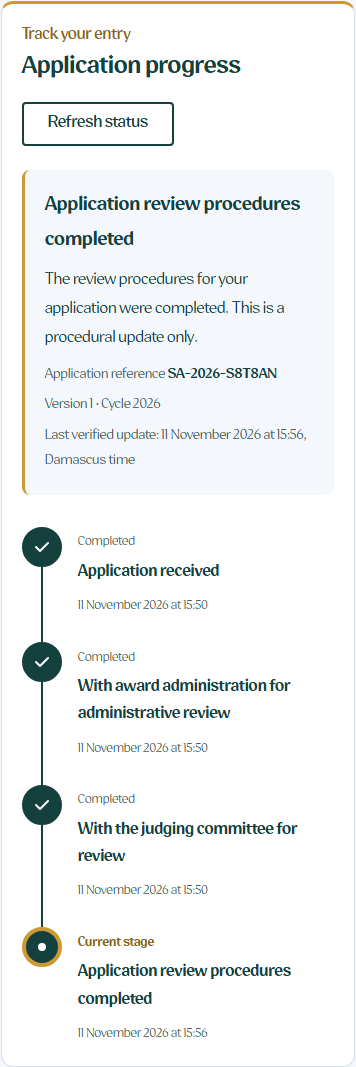 Track your entry
Application progress
Refresh status
Application review procedures
completed
The review procedures for your
application were completed. This is a
procedural update only.
Application reference SA-2026-S8T8AN
Version 1 · Cycle 2026
Last verified update: 11 November 2026 at 15:56,
Damascus time
Completed
Application received
11 November 2026 at 15:50
Completed
With award administration for
administrative review
11 November 2026 at 15:50
Completed
With the judging committee for
review
11 November 2026 at 15:50
Current stage
Application review procedures
completed
11 November 2026 at 15:56